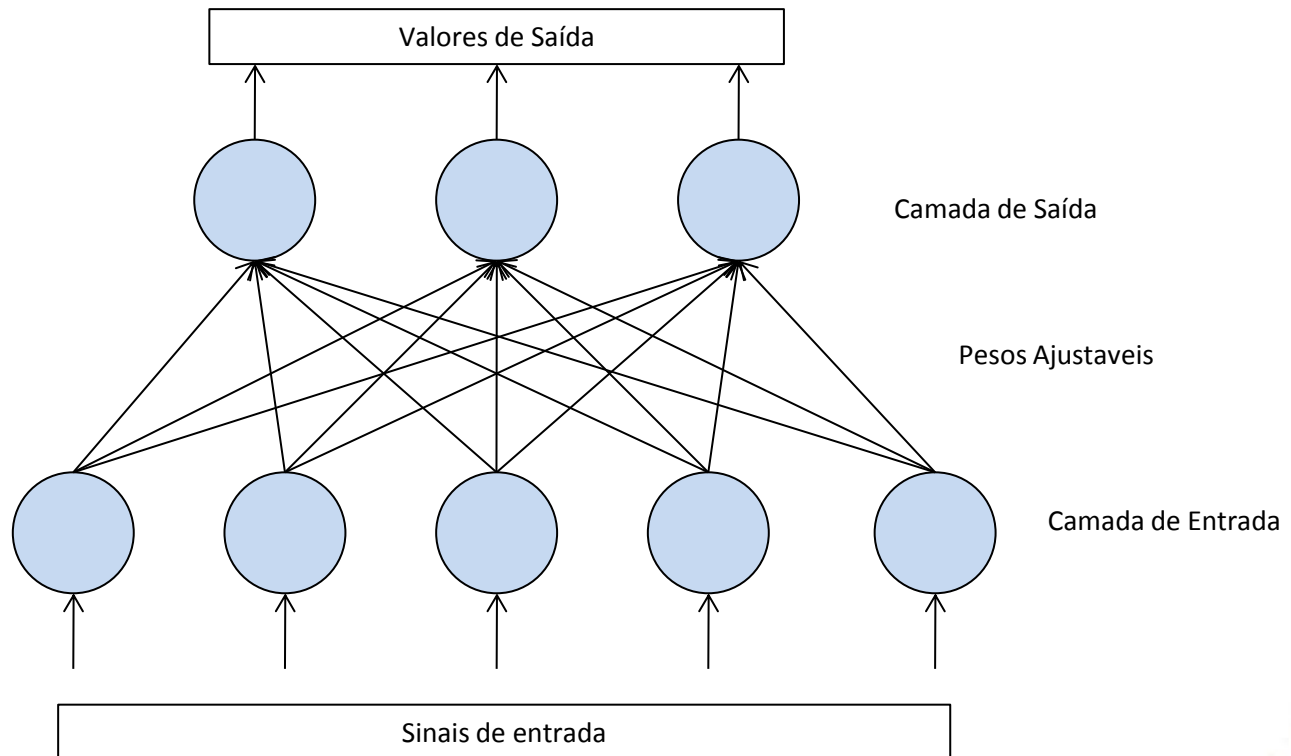 Valores de Saída
Camada de Saída
Pesos Ajustaveis
Camada de Entrada
Sinais de entrada